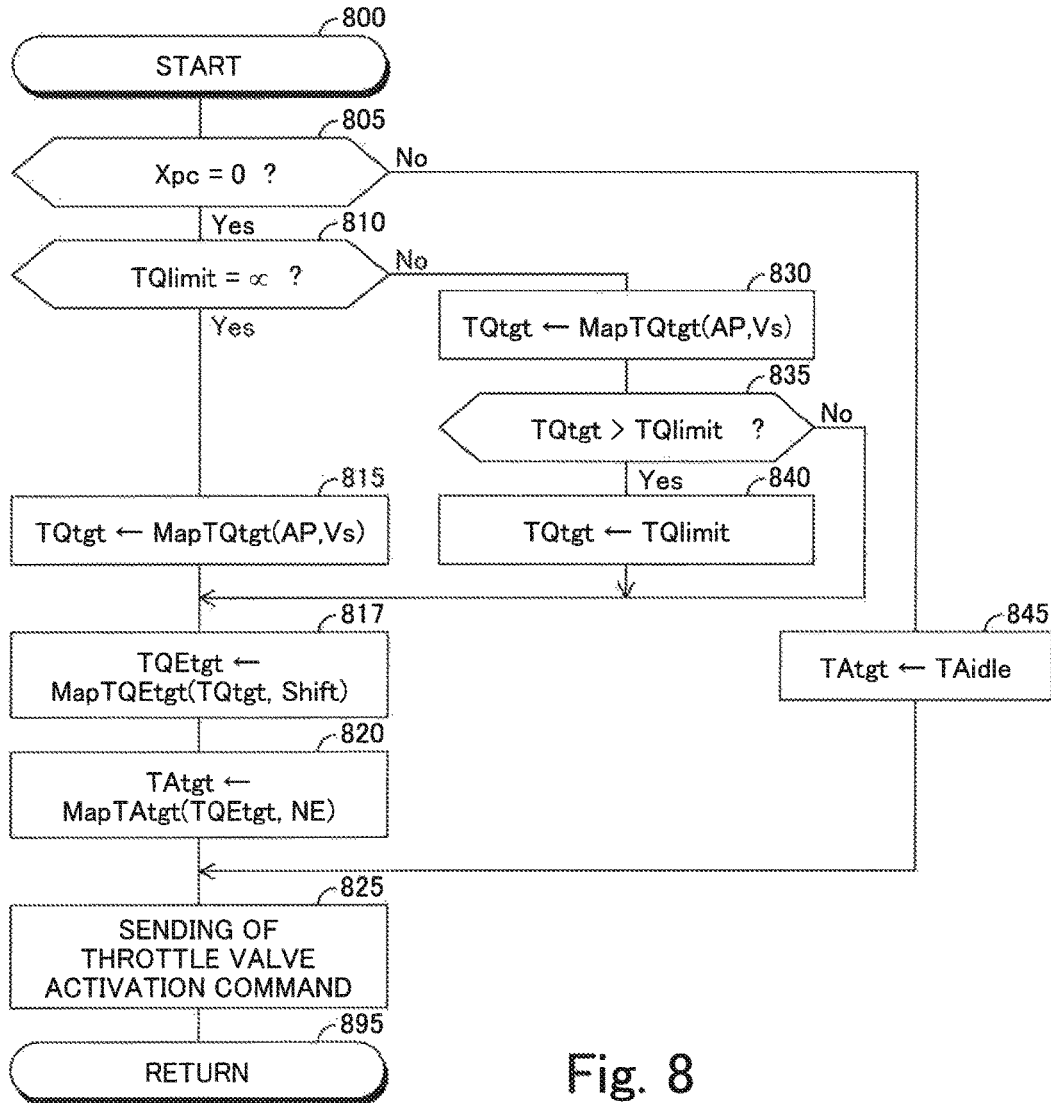 800
START
805
Xpc = 0 ?
No
Yes
810
TQlimit = ∝ ?
No
Yes
830
TQtgt ← MapTQtgt(AP,Vs)
835
TQtgt > TQlimit ?
No
Yes
840
TQtgt ← TQlimit
815
TQtgt ← MapTQtgt(AP,Vs)
817
TQEtgt ←
MapTQEtgt(TQtgt, Shift)
845
TAtgt ← TAidle
820
TAtgt ←
MapTAtgt(TQEtgt, NE)
825
SENDING OF
THROTTLE VALVE
ACTIVATION COMMAND
895
RETURN
Fig. 8